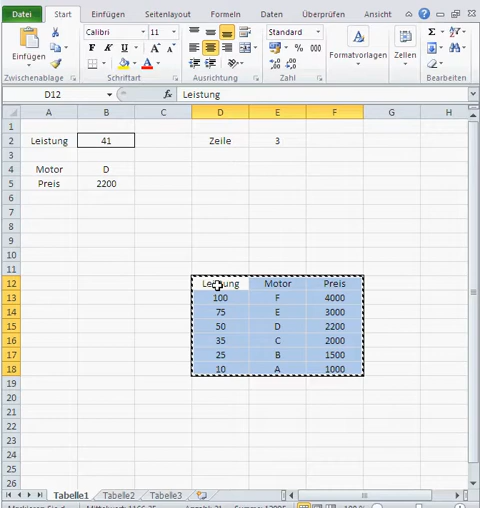 Datei Start Einfügen Seitenlayout Formeln Daten Überprüfen Ansicht
Einfügen
Calibri 11
F K U
Standard
% 000
Formatvorlagen
Zellen
Zwischenablage Schriftart Ausrichtung Zahl Bearbeiten
D12 fx Leistung
A B C D E F G H
1
2 Leistung 41 Zeile 3
3
4 Motor D
5 Preis 2200
6
7
8
9
10
11
12 Leistung Motor Preis
13 100 F 4000
14 75 E 3000
15 50 D 2200
16 35 C 2000
17 25 B 1500
18 10 A 1000
19
20
21
22
23
24
25
26
Tabelle1 Tabelle2 Tabelle3